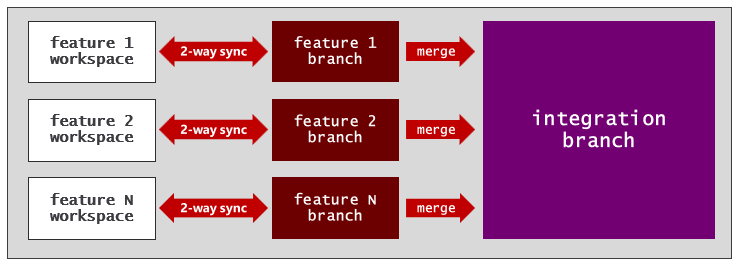 feature 1
workspace
2-way sync
feature 1
branch
merge
feature 2
workspace
2-way sync
feature 2
branch
merge
feature N
workspace
2-way sync
feature N
branch
merge
integration
branch